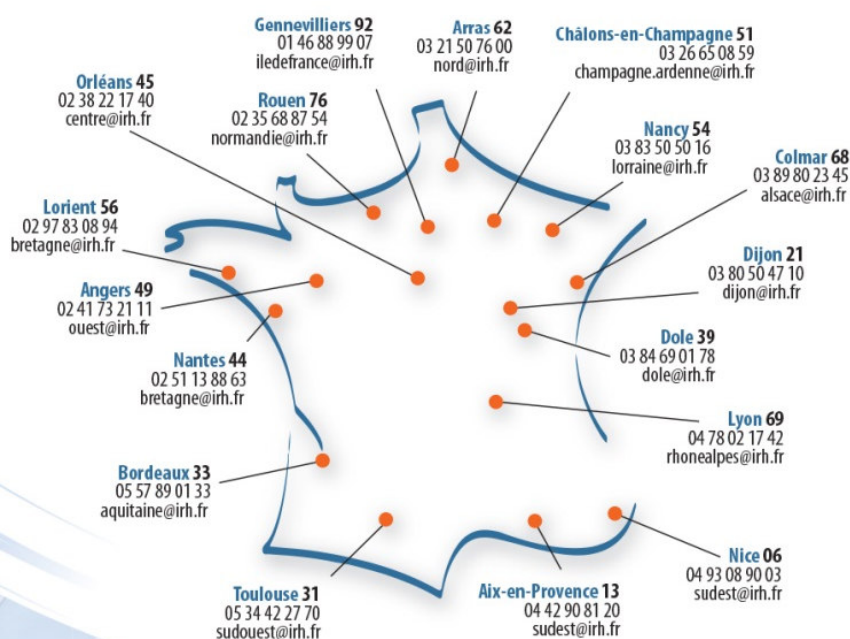 Gennevilliers 92
01 46 88 99 07
iledefrance@irh.fr
Arras 62
03 21 50 76 00
nord@irh.fr
Châlons-en-Champagne 51
03 26 65 08 59
champagne.ardenne@irh.fr
Orléans 45
02 38 22 17 40
centre@irh.fr
Rouen 76
02 35 68 87 54
normandie@irh.fr
Nancy 54
03 83 50 50 16
lorraine@irh.fr
Colmar 68
03 89 80 23 45
alsace@irh.fr
Lorient 56
02 97 83 08 94
bretagne@irh.fr
Dijon 21
03 80 50 47 10
dijon@irh.fr
Angers 49
02 41 73 21 11
ouest@irh.fr
Dole 39
03 84 69 01 78
dole@irh.fr
Nantes 44
02 51 13 88 63
bretagne@irh.fr
Lyon 69
04 78 02 17 42
rhonealpes@irh.fr
Bordeaux 33
05 57 89 01 33
aquitaine@irh.fr
Nice 06
04 93 08 90 03
sudest@irh.fr
Toulouse 31
05 34 42 27 70
sudouest@irh.fr
Aix-en-Provence 13
04 42 90 81 20
sudest@irh.fr